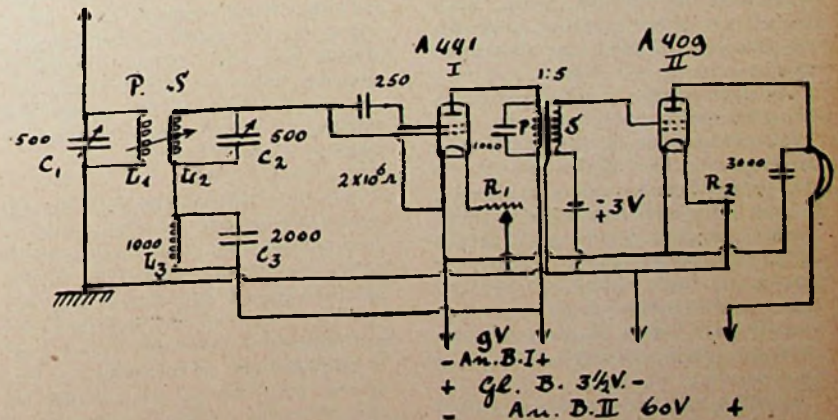 A 441
I
A 409
II
P. S
250
1:5
500
C1
L1
L2
500
C2
1000
P
S
2x10⁶Ω
R1
-+3V
R2
3000
1000
L3
2000
C3
9V
- An. B. I +
+ Gl. B. 3½V. -
- An. B. II 60V +